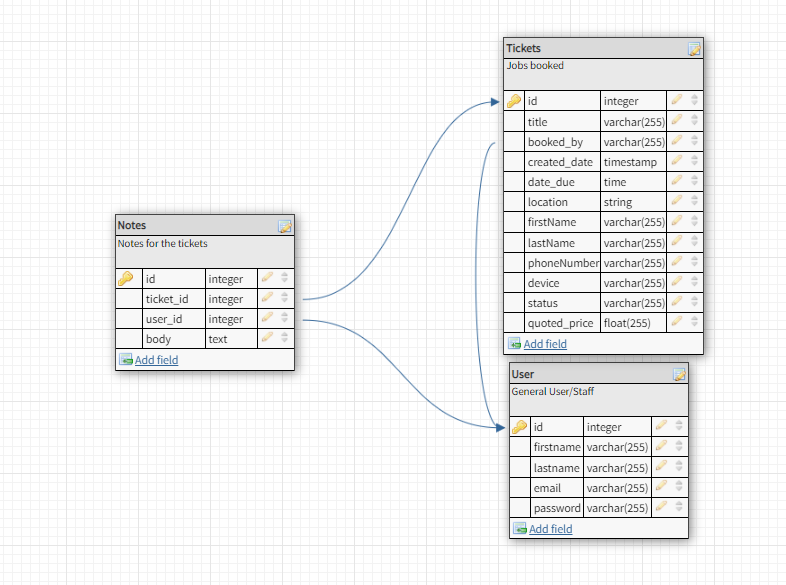 Tickets
Jobs booked
id integer
title varchar(255)
booked_by varchar(255)
created_date timestamp
date_due time
location string
firstName varchar(255)
lastName varchar(255)
phoneNumber varchar(255)
device varchar(255)
status varchar(255)
quoted_price float(255)
Add field
Notes
Notes for the tickets
id integer
ticket_id integer
user_id integer
body text
Add field
User
General User/Staff
id integer
firstname varchar(255)
lastname varchar(255)
email varchar(255)
password varchar(255)
Add field